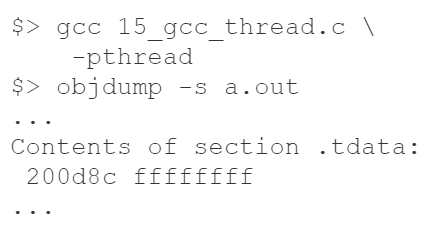 $> gcc 15_gcc_thread.c \
-pthread
$> objdump -s a.out
...
Contents of section .tdata:
200d8c ffffffff
...